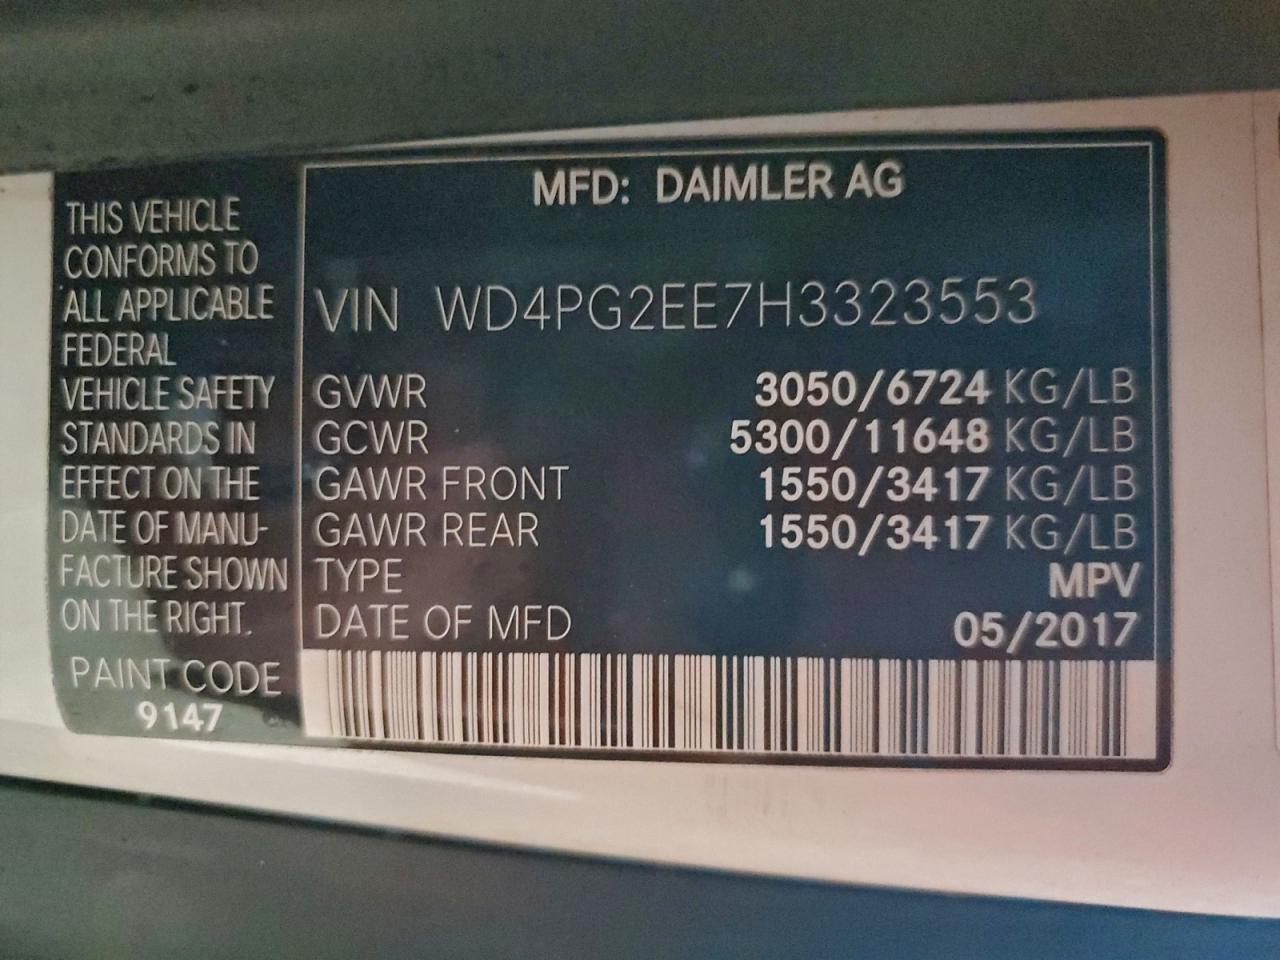 MFD: DAIMLER AG
THIS VEHICLE
CONFORMS TO
ALL APPLICABLE
FEDERAL
VEHICLE SAFETY
STANDARDS IN
EFFECT ON THE
DATE OF MANU-
FACTURE SHOWN
ON THE RIGHT.
PAINT CODE
9147
VIN WD4PG2EE7H3323553
GVWR 3050/6724 KG/LB
GCWR 5300/11648 KG/LB
GAWR FRONT 1550/3417 KG/LB
GAWR REAR 1550/3417 KG/LB
TYPE MPV
DATE OF MFD 05/2017